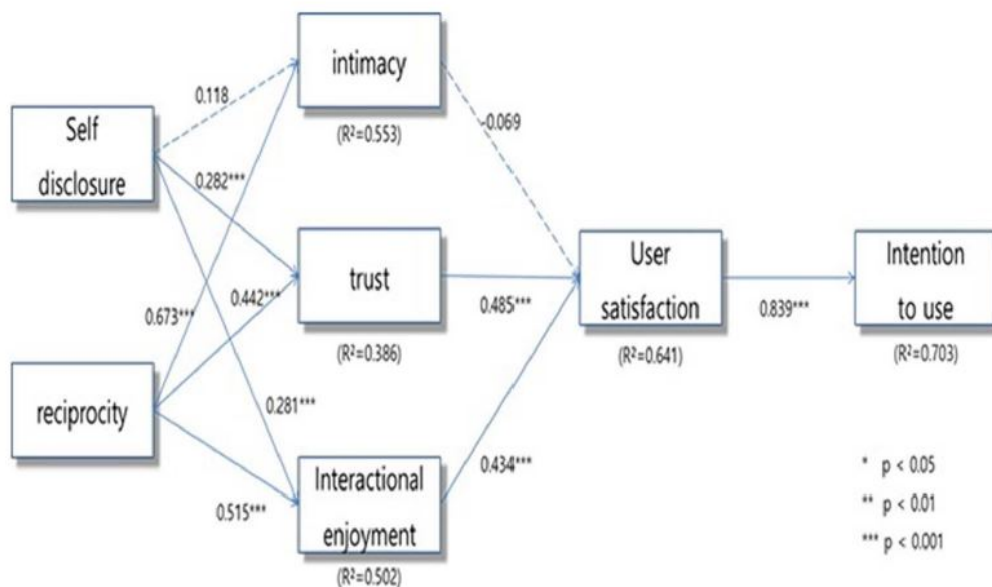 intimacy
(R²=0.553)
0.118
-0.069
Self
disclosure
0.282***
trust
(R²=0.386)
0.442***
0.673***
0.485***
User
satisfaction
(R²=0.641)
0.839***
Intention
to use
(R²=0.703)
reciprocity
0.281***
0.515***
Interactional
enjoyment
(R²=0.502)
0.434***
* p < 0.05
** p < 0.01
*** p < 0.001